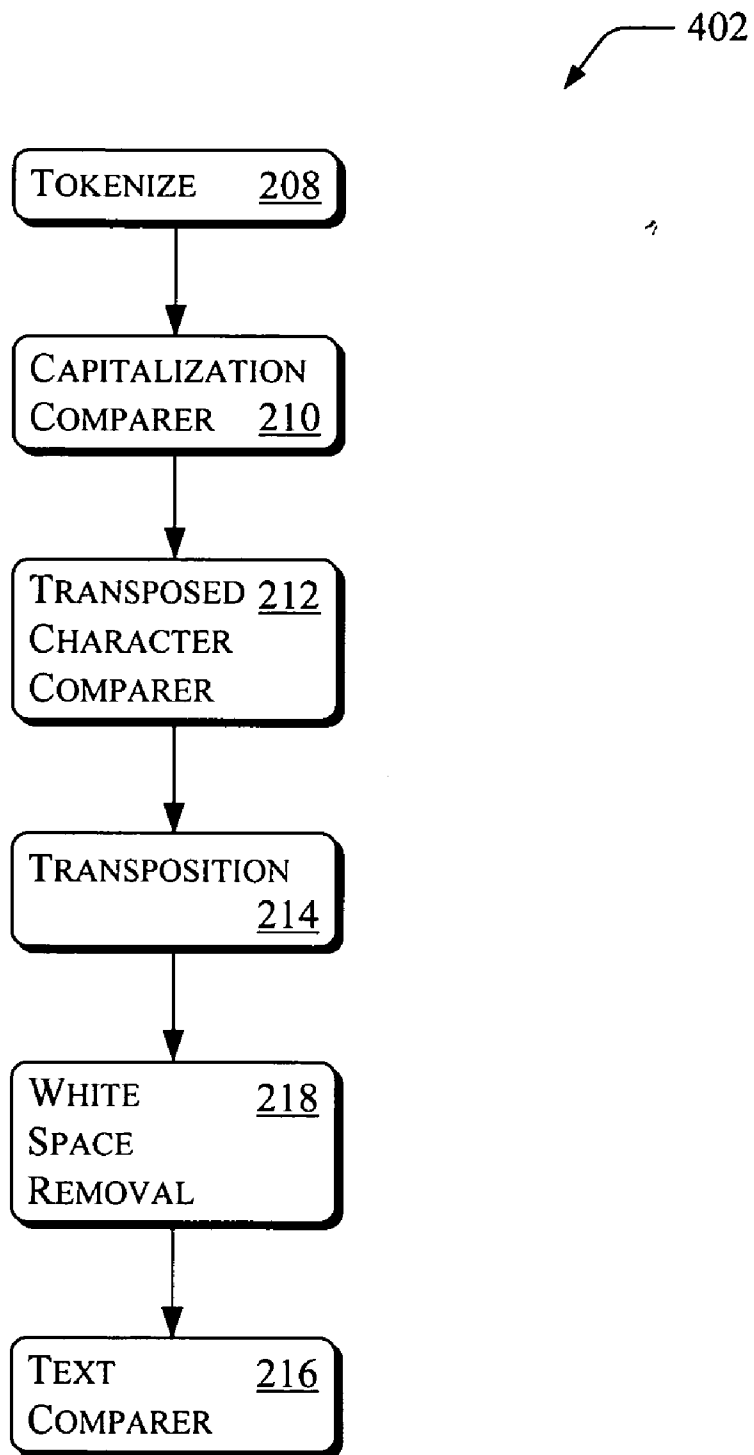 402
TOKENIZE 208
CAPITALIZATION
COMPARER 210
TRANSPOSED 212
CHARACTER
COMPARER
TRANSPOSITION
214
WHITE 218
SPACE
REMOVAL
TEXT 216
COMPARER